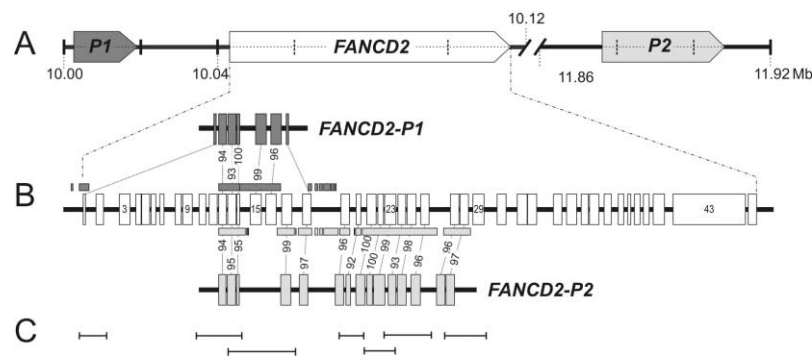 10.12
A P1 FANCD2 P2
10.00 10.04 11.86 11.92 Mb
FANCD2-P1
94 93 100 99 96
B
3 9 15 23 29 43
94 95 95 99 97 96 92 100 100 99 93 98 96 96 97
FANCD2-P2
C